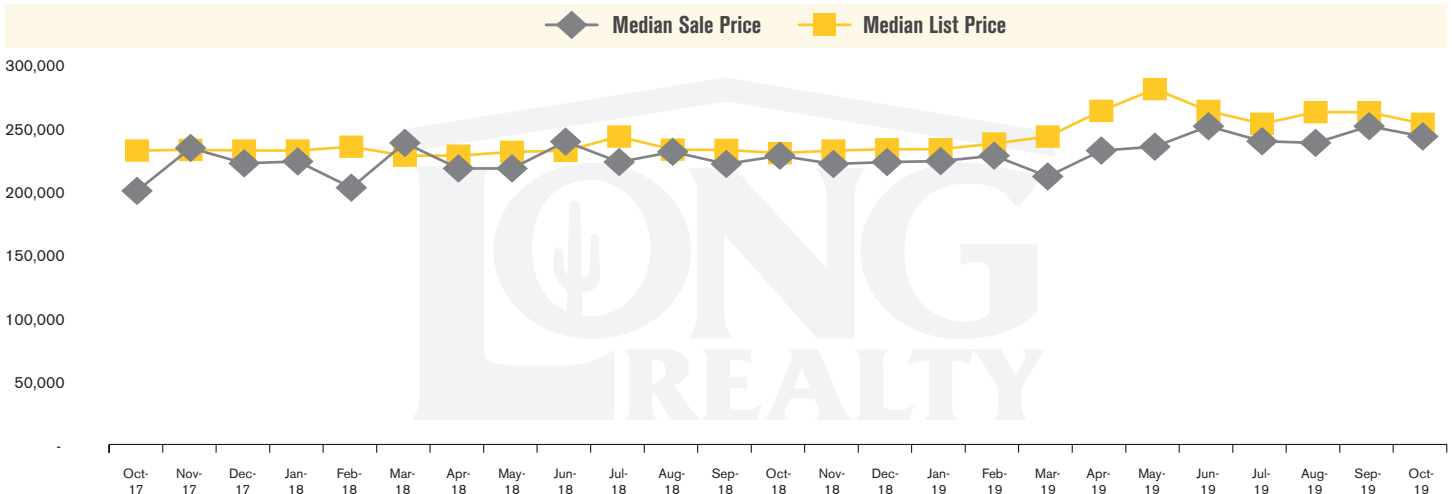 Median Sale Price Median List Price
300,000
250,000
200,000
150,000
100,000
50,000
-
LONG
REALTY
Oct- Nov- Dec- Jan- Feb- Mar- Apr- May- Jun- Jul- Aug- Sep- Oct- Nov- Dec- Jan- Feb- Mar- Apr- May- Jun- Jul- Aug- Sep- Oct-
17 17 17 18 18 18 18 18 18 18 18 18 18 18 18 19 19 19 19 19 19 19 19 19 19